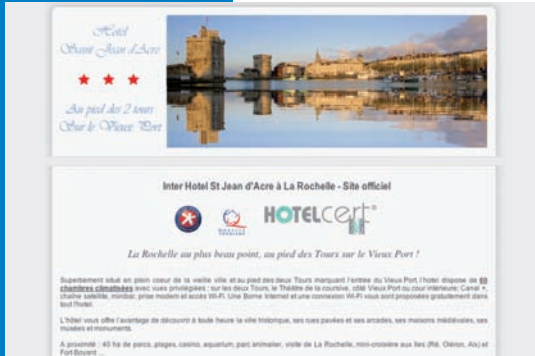 Hotel
Saint Jean d'Acre
Au pied des 2 tours
Sur le Vieux Port
Inter Hotel St Jean d'Acre à La Rochelle - Site officiel
HOTELcert
La Rochelle au plus beau point, au pied des Tours sur le Vieux Port !
Superbement situé en plein coeur de la vieille ville et au pied des deux Tours marquant l'entrée du Vieux Port, l'hotel dispose de 60
chambres climatisées avec vues privilégiées : sur les deux Tours, le Théâtre de la coursive, côté Vieux Port ou cour intérieure; Canal +,
chaîne satellite, minibar, prise modem et accès Wi-Fi. Une Borne Internet et une connexion Wi-Fi vous sont proposées gratuitement dans
tout l'hotel.
L'hôtel vous offre l'avantage de découvrir à toute heure la ville historique, ses rues pavées et ses arcades, ses maisons médiévales, ses
musées et monuments.
A proximité : 40 ha de parcs, plages, casino, aquarium, parc animalier, visite de La Rochelle, mini-croisière aux Iles (Ré, Oléron, Aix) et
Fort Boyard ...